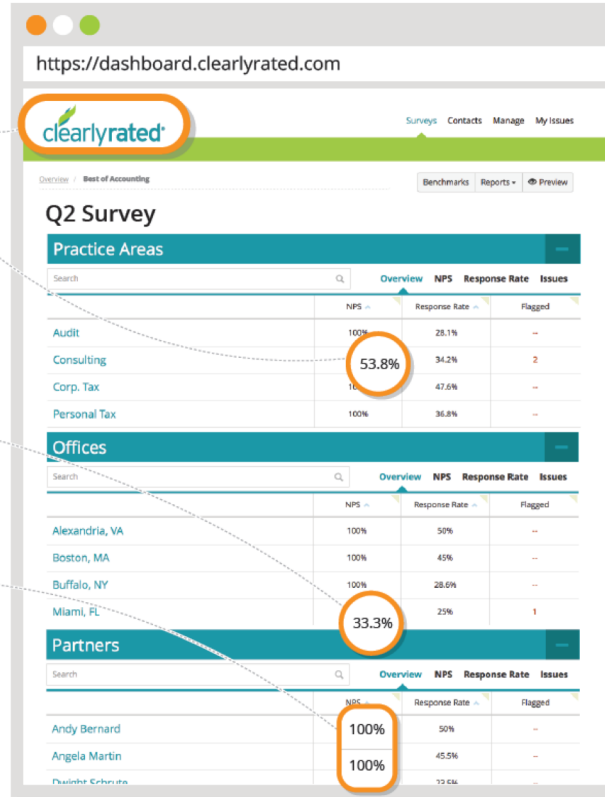 https://dashboard.clearlyrated.com
clearlyrated
Surveys Contacts Manage My Issues
Overview / Best of Accounting
Benchmarks Reports Preview
Q2 Survey
Practice Areas
Search Overview NPS Response Rate Issues
NPS Response Rate Flagged
Audit 100% 28.1% --
Consulting 53.8% 34.2% 2
Corp. Tax 47.6% --
Personal Tax 100% 36.8% --
Offices
Search Overview NPS Response Rate Issues
NPS Response Rate Flagged
Alexandria, VA 100% 50% --
Boston, MA 100% 45% --
Buffalo, NY 100% 28.6% --
Miami, FL 33.3% 25% 1
Partners
Search Overview NPS Response Rate Issues
NPS Response Rate Flagged
Andy Bernard 100% 50% --
Angela Martin 100% 45.5% --
Dwight Schrute